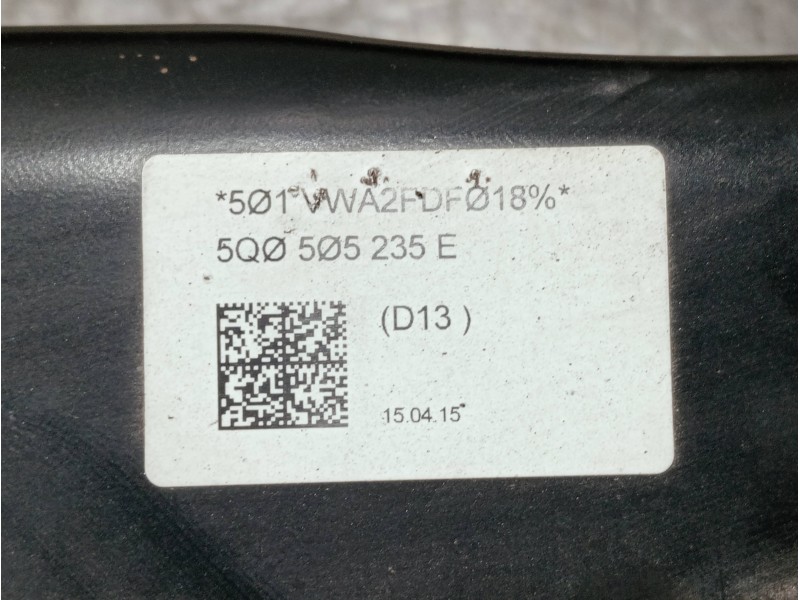 *5Ø1 VWA2FDFØ18%*
5QØ 5Ø5 235 E
(D13 )
15.04.15